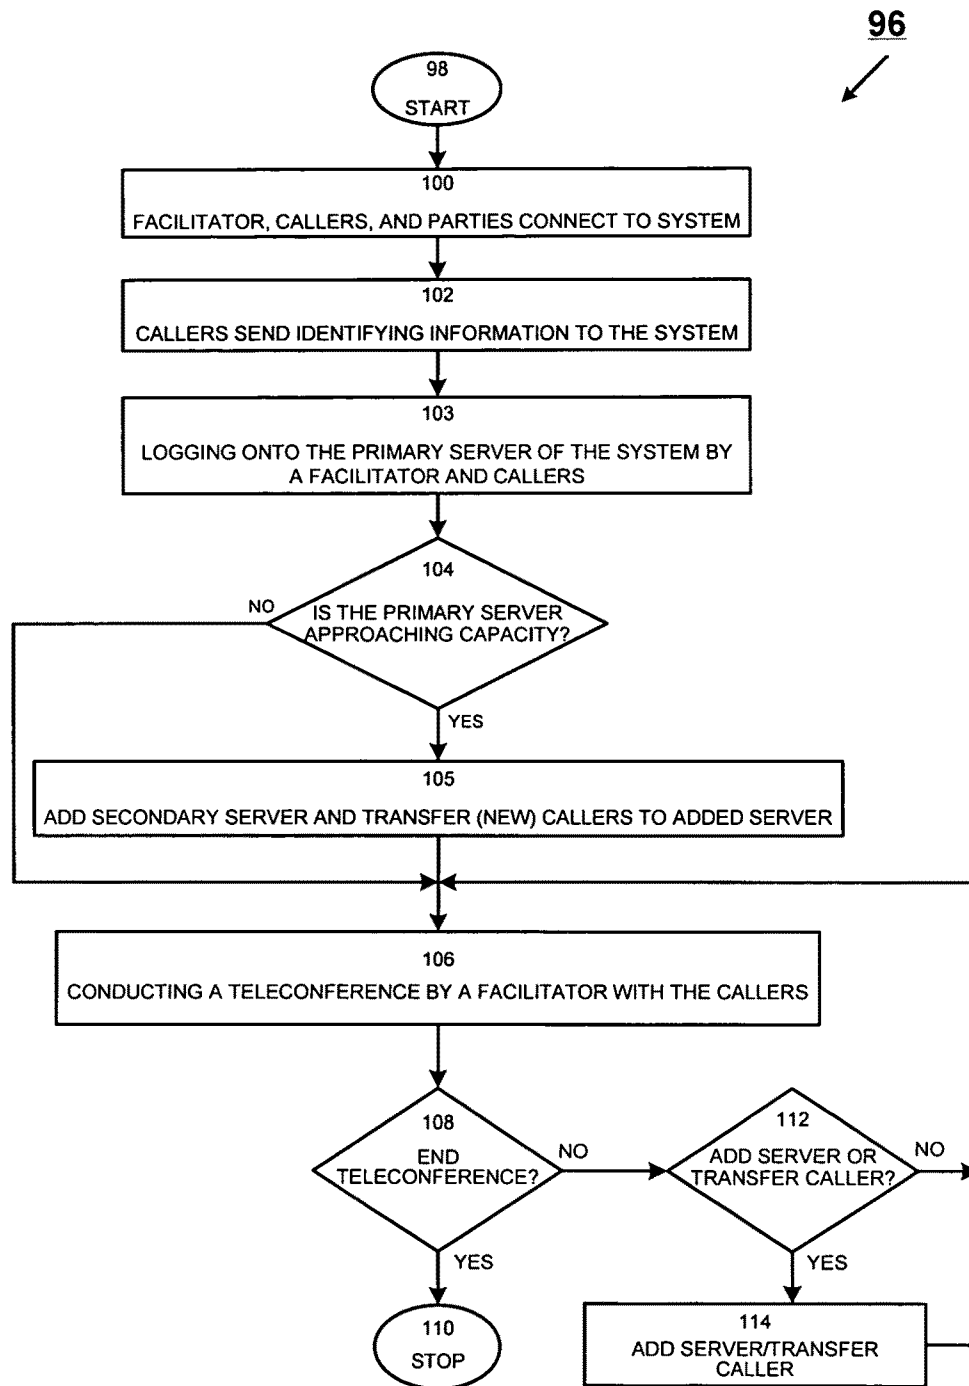 96
98
START
100
FACILITATOR, CALLERS, AND PARTIES CONNECT TO SYSTEM
102
CALLERS SEND IDENTIFYING INFORMATION TO THE SYSTEM
103
LOGGING ONTO THE PRIMARY SERVER OF THE SYSTEM BY
A FACILITATOR AND CALLERS
104
IS THE PRIMARY SERVER
APPROACHING CAPACITY?
NO
YES
105
ADD SECONDARY SERVER AND TRANSFER (NEW) CALLERS TO ADDED SERVER
106
CONDUCTING A TELECONFERENCE BY A FACILITATOR WITH THE CALLERS
108
END
TELECONFERENCE?
NO
YES
112
ADD SERVER OR
TRANSFER CALLER?
NO
YES
110
STOP
114
ADD SERVER/TRANSFER
CALLER